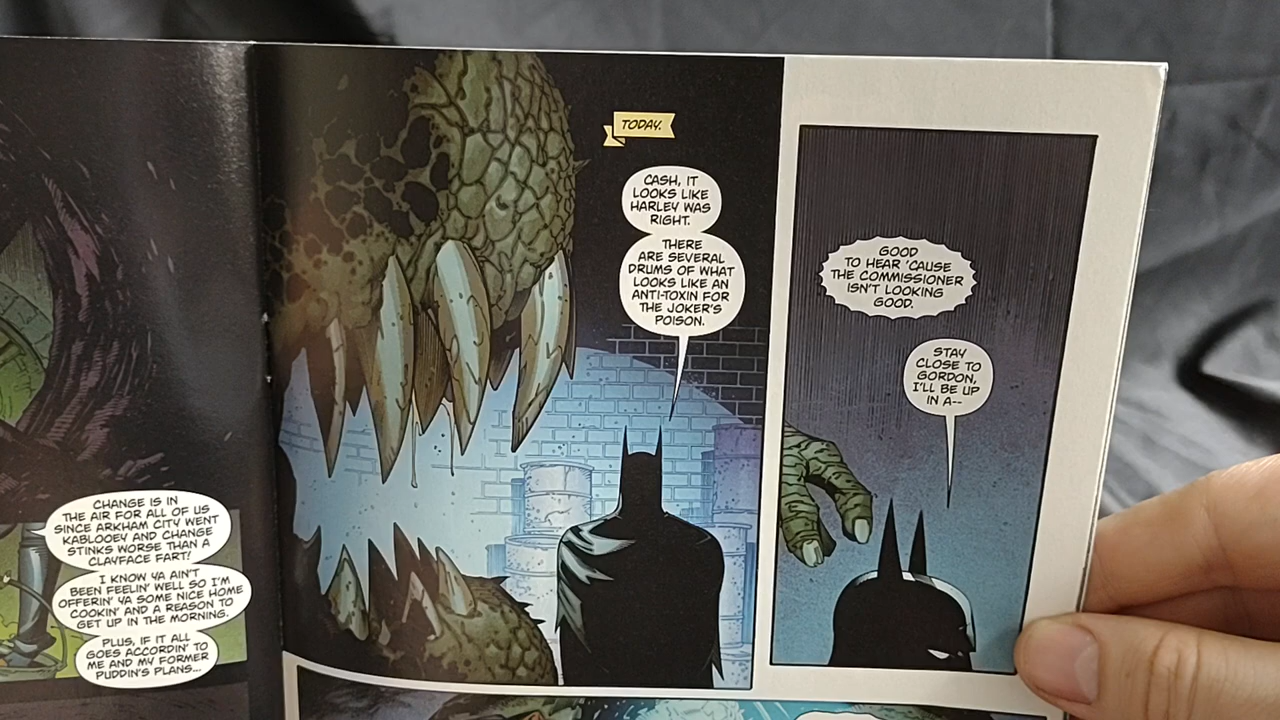 CHANGE IS IN
THE AIR FOR ALL OF US
SINCE ARKHAM CITY WENT
KABLOOEY AND CHANGE
STINKS WORSE THAN A
CLAYFACE FART!
I KNOW YA AIN'T
BEEN FEELIN' WELL SO I'M
OFFERIN' YA SOME NICE HOME
COOKIN' AND A REASON TO
GET UP IN THE MORNING.
PLUS, IF IT ALL
GOES ACCORDIN' TO
ME AND MY FORMER
PUDDIN'S PLANS...
TODAY.
CASH, IT
LOOKS LIKE
HARLEY WAS
RIGHT.
THERE
ARE SEVERAL
DRUMS OF WHAT
LOOKS LIKE AN
ANTI-TOXIN FOR
THE JOKER'S
POISON.
GOOD
TO HEAR 'CAUSE
THE COMMISSIONER
ISN'T LOOKING
GOOD.
STAY
CLOSE TO
GORDON,
I'LL BE UP
IN A--